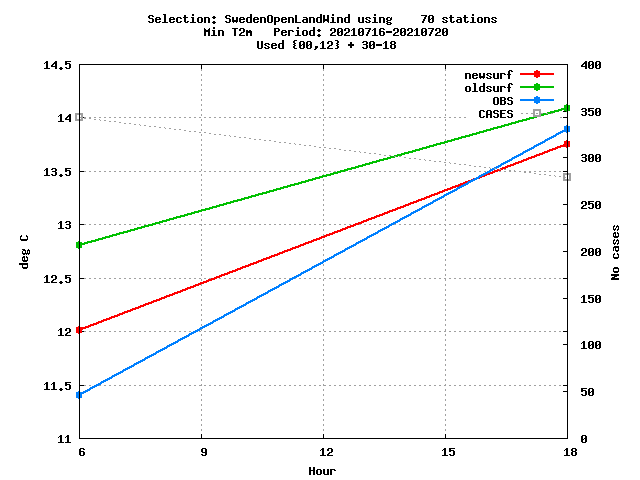 Selection: SwedenOpenLandWind using    70 stations
Min T2m   Period: 20210716-20210720
Used {00,12} + 30-18
newsurf
oldsurf
OBS
CASES
14.5
14
13.5
13
12.5
12
11.5
11
deg C
400
350
300
250
200
150
100
50
0
No cases
6 9 12 15 18
Hour